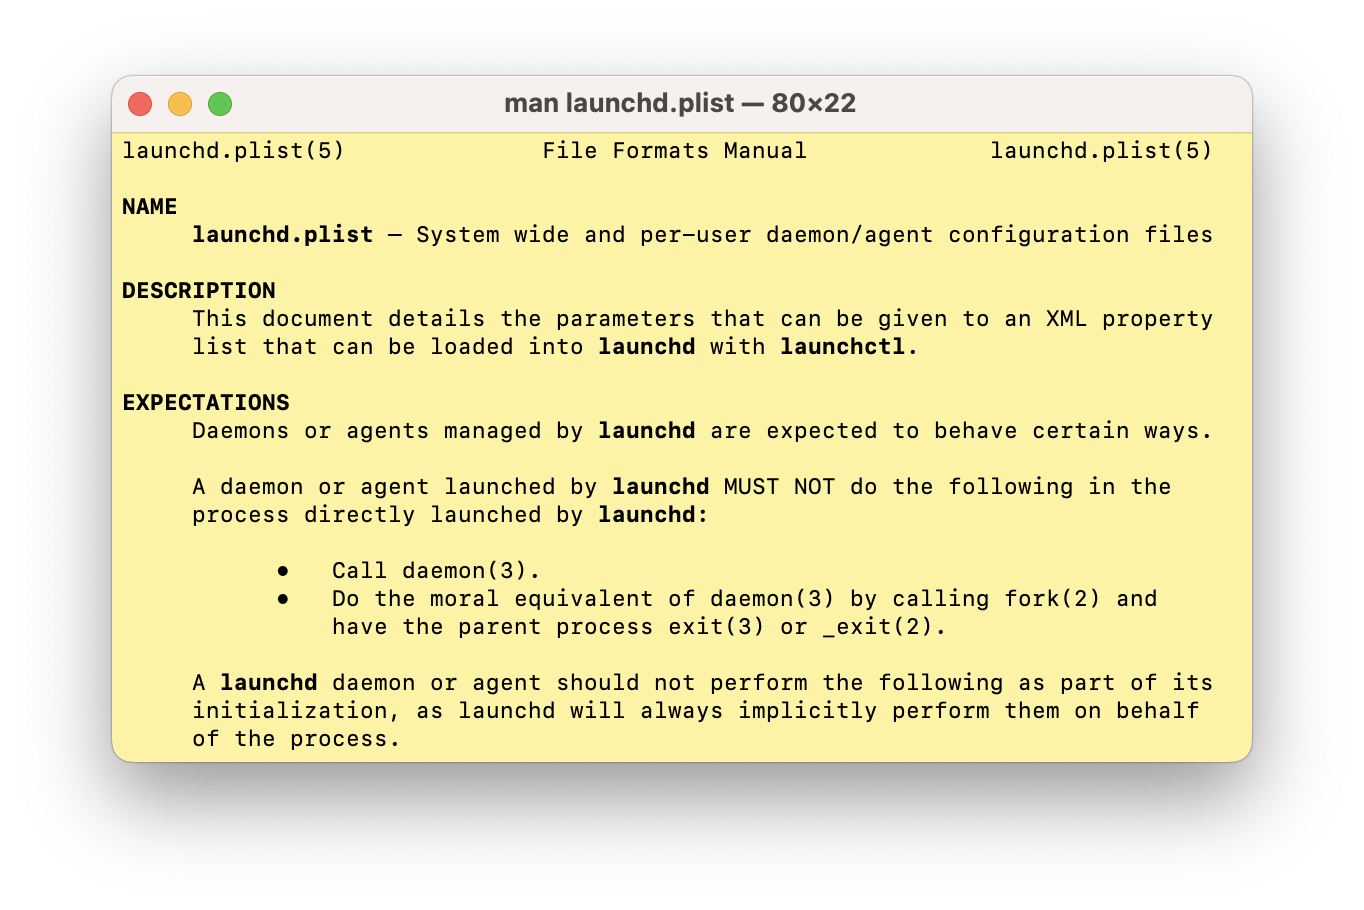 man launchd.plist — 80×22
launchd.plist(5) File Formats Manual launchd.plist(5)
NAME
launchd.plist – System wide and per-user daemon/agent configuration files
DESCRIPTION
This document details the parameters that can be given to an XML property
list that can be loaded into launchd with launchctl.
EXPECTATIONS
Daemons or agents managed by launchd are expected to behave certain ways.
A daemon or agent launched by launchd MUST NOT do the following in the
process directly launched by launchd:
• Call daemon(3).
• Do the moral equivalent of daemon(3) by calling fork(2) and
have the parent process exit(3) or _exit(2).
A launchd daemon or agent should not perform the following as part of its
initialization, as launchd will always implicitly perform them on behalf
of the process.